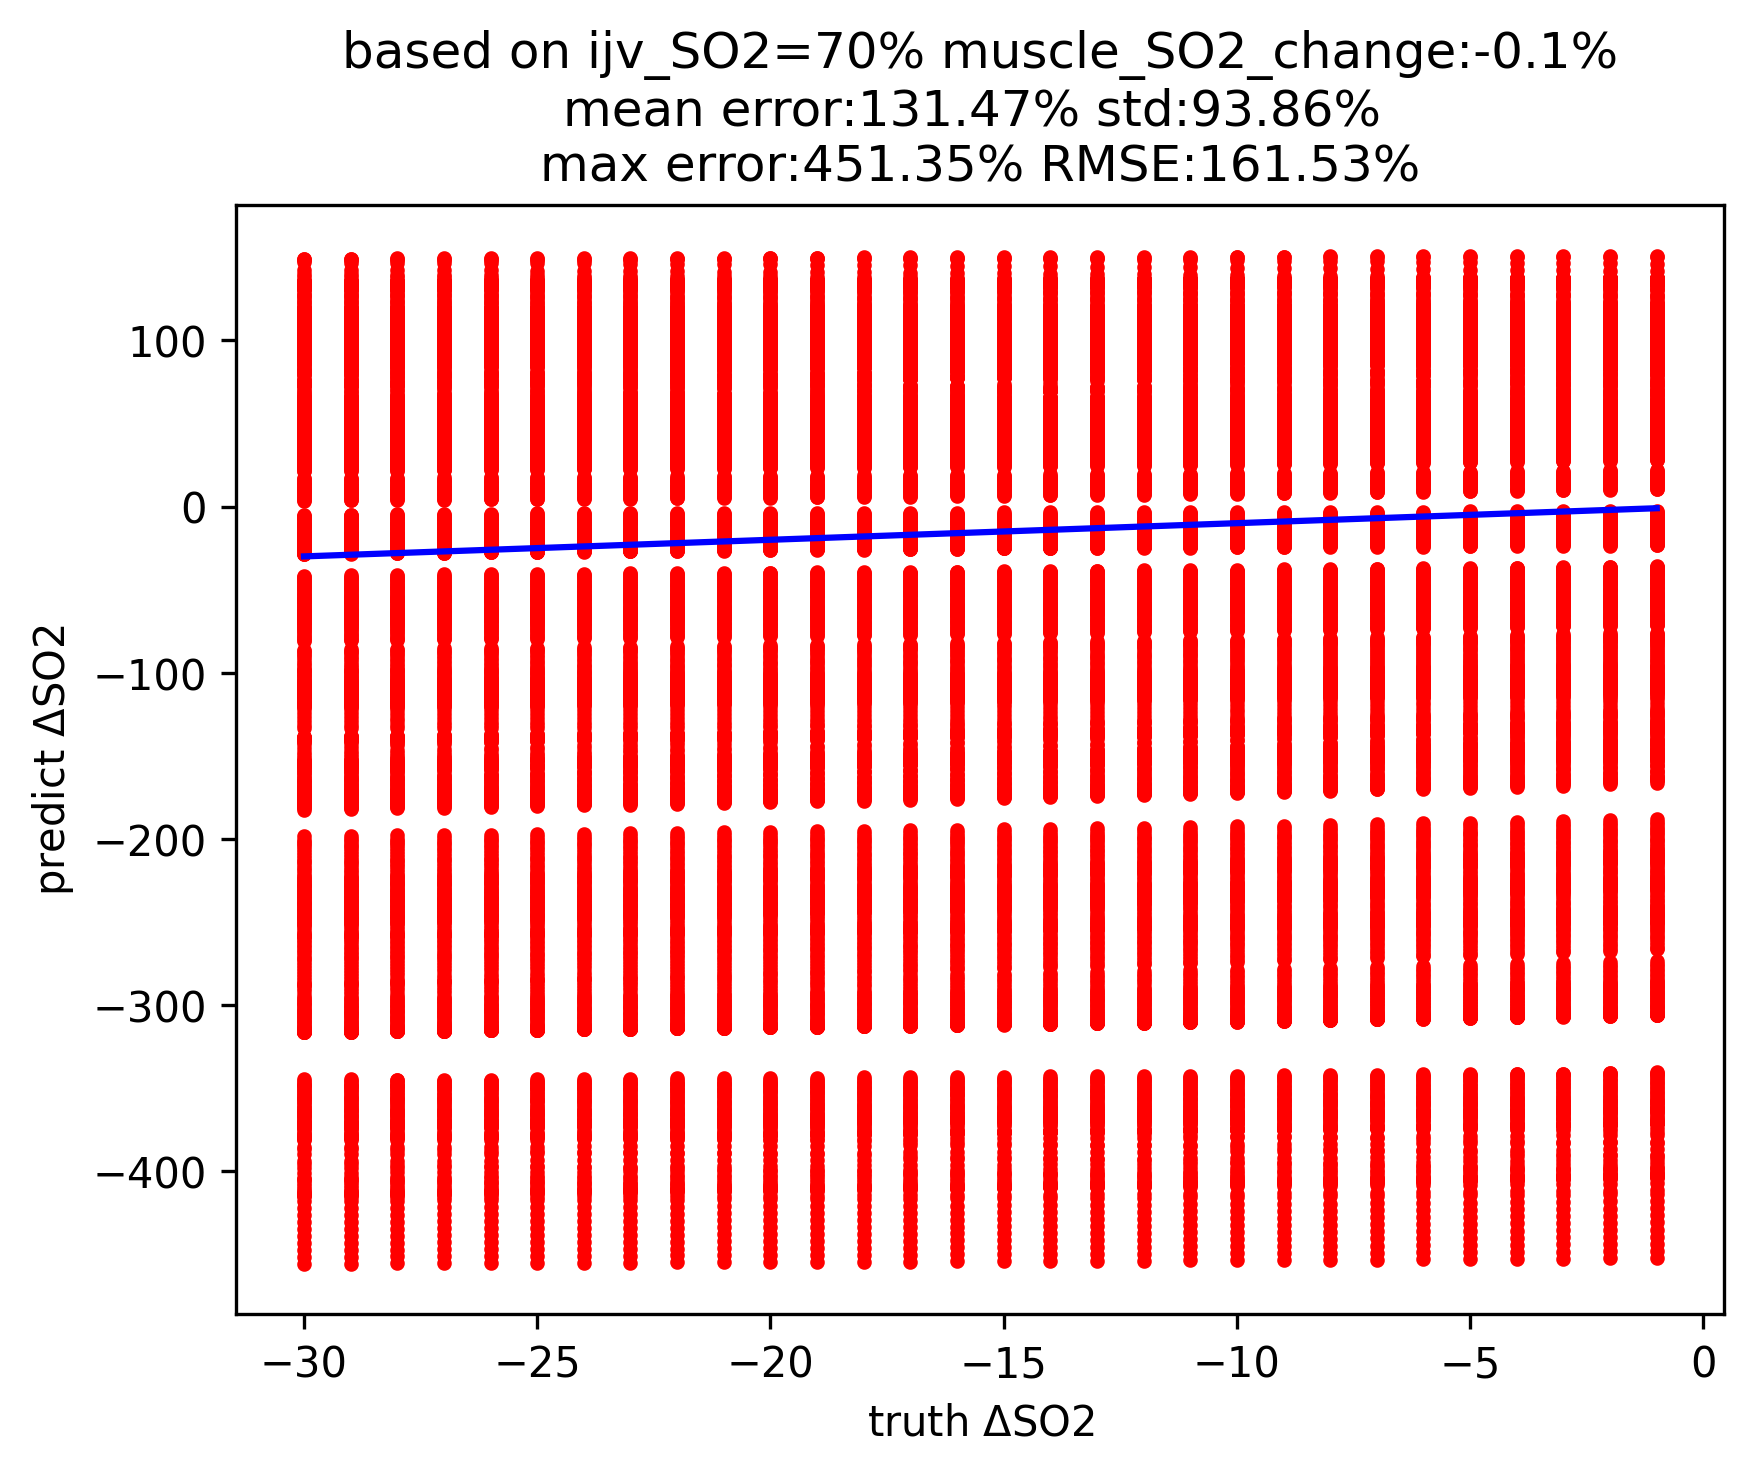 based on ijv_SO2=70% muscle_SO2_change:-0.1%
mean error:131.47% std:93.86%
max error:451.35% RMSE:161.53%
100
0
−100
−200
−300
−400
predict ΔSO2
−30
−25
−20
−15
−10
−5
0
truth ΔSO2